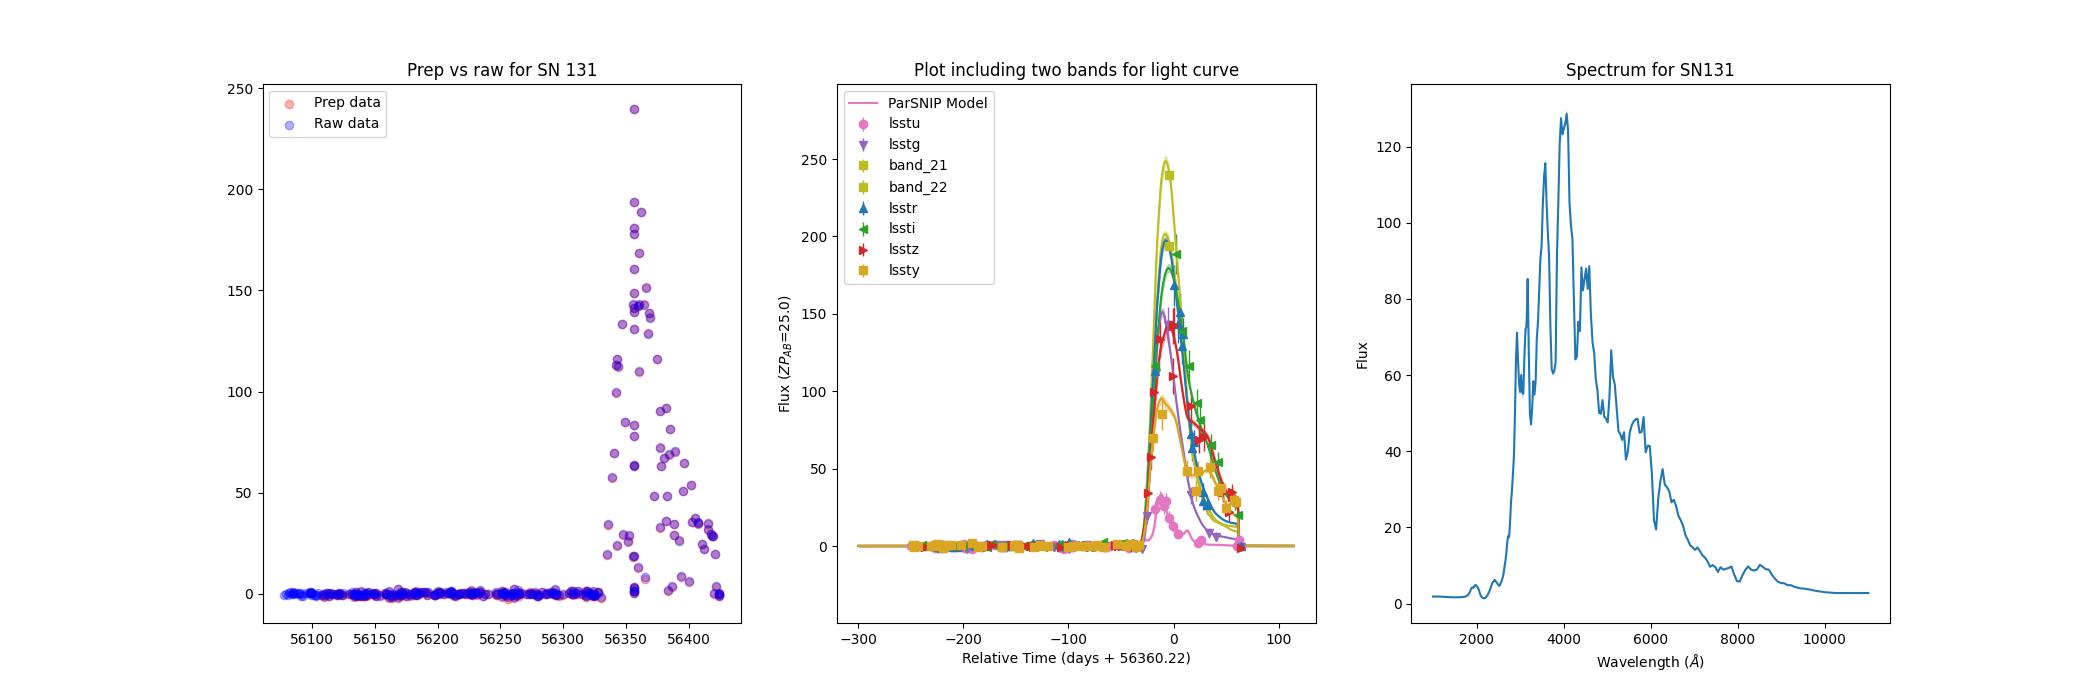 Prep vs raw for SN 131
Prep data
Raw data
250
200
150
100
50
0
56100 56150 56200 56250 56300 56350 56400
Plot including two bands for light curve
ParSNIP Model
lsstu
lsstg
band_21
band_22
lsstr
lssti
lsstz
lssty
Flux (ZP_AB=25.0)
250
200
150
100
50
0
−300 −200 −100 0 100
Relative Time (days + 56360.22)
Spectrum for SN131
Flux
120
100
80
60
40
20
0
2000 4000 6000 8000 10000
Wavelength (Å)